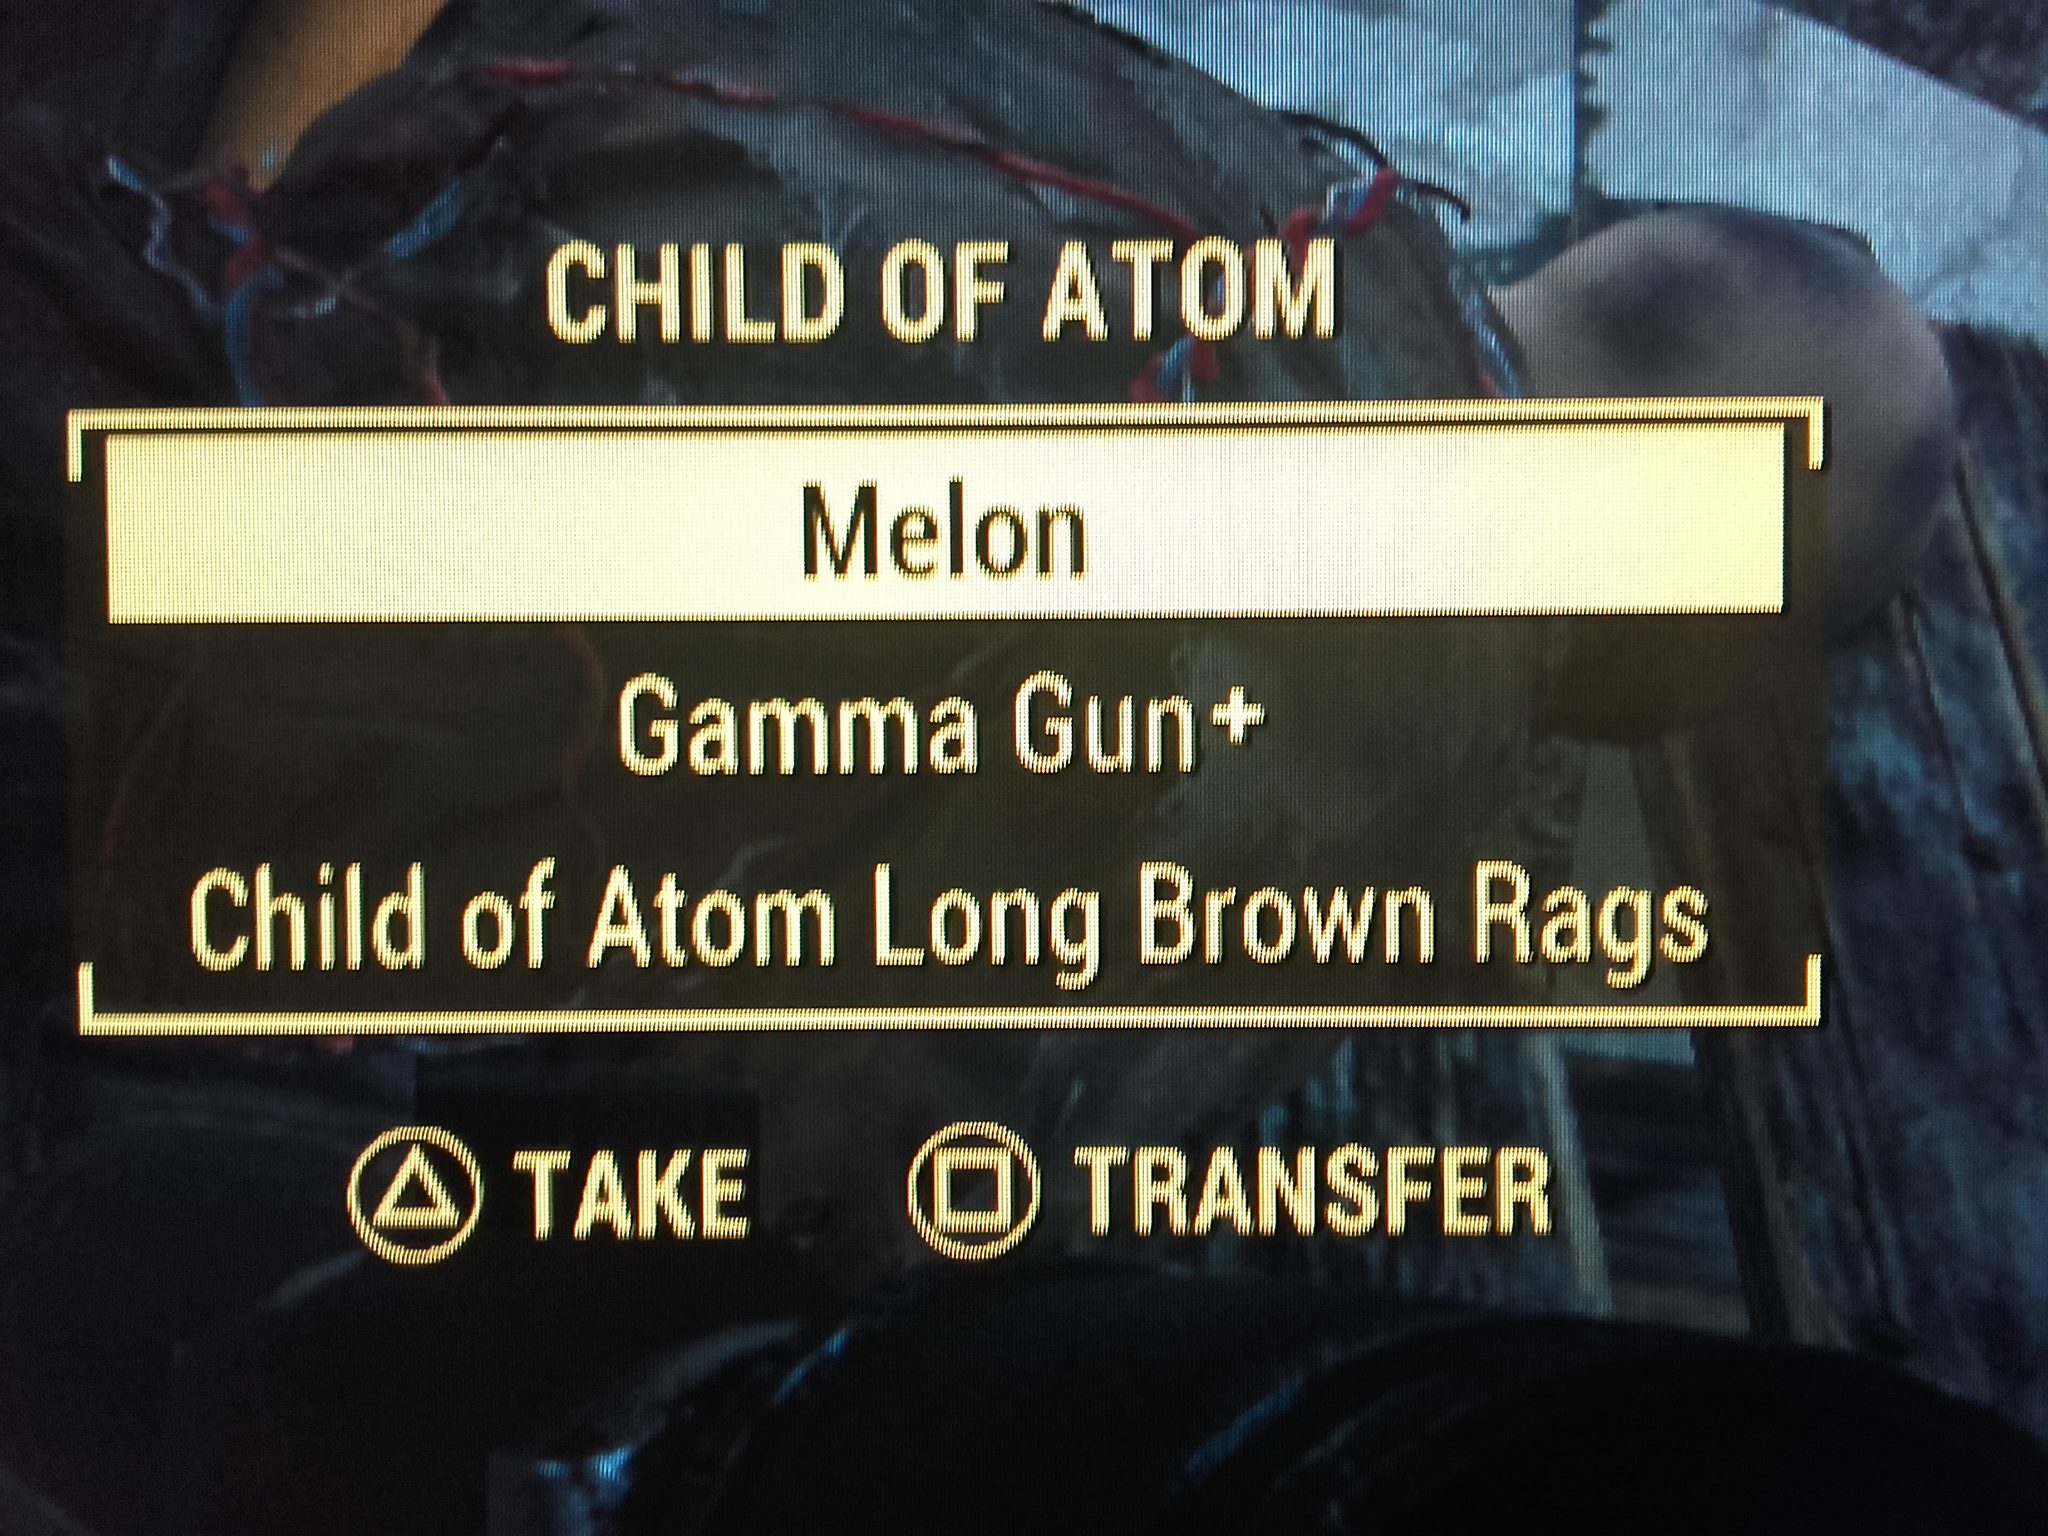 CHILD OF ATOM
Melon
Gamma Gun+
Child of Atom Long Brown Rags
TAKE TRANSFER